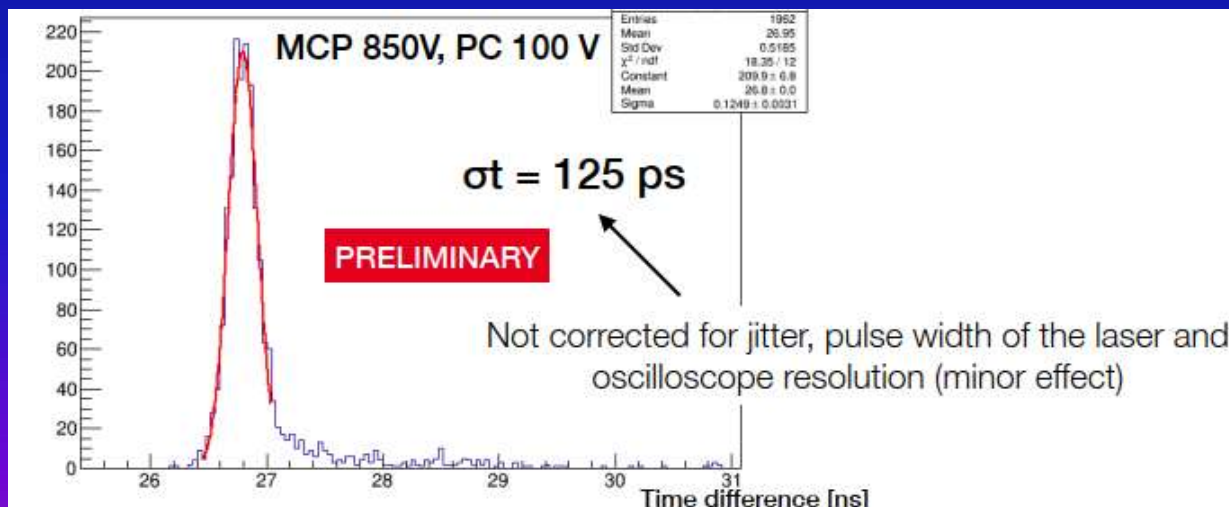 Entries 1962
Mean 26.95
Std Dev 0.5185
χ² / ndf 18.35 / 12
Constant 209.9 ± 6.8
Mean 26.8 ± 0.0
Sigma 0.1249 ± 0.0031
MCP 850V, PC 100 V
220
200
180
160
140
120
100
80
60
40
20
0
σt = 125 ps
PRELIMINARY
Not corrected for jitter, pulse width of the laser and
oscilloscope resolution (minor effect)
26 27 28 29 30 31
Time difference [ns]